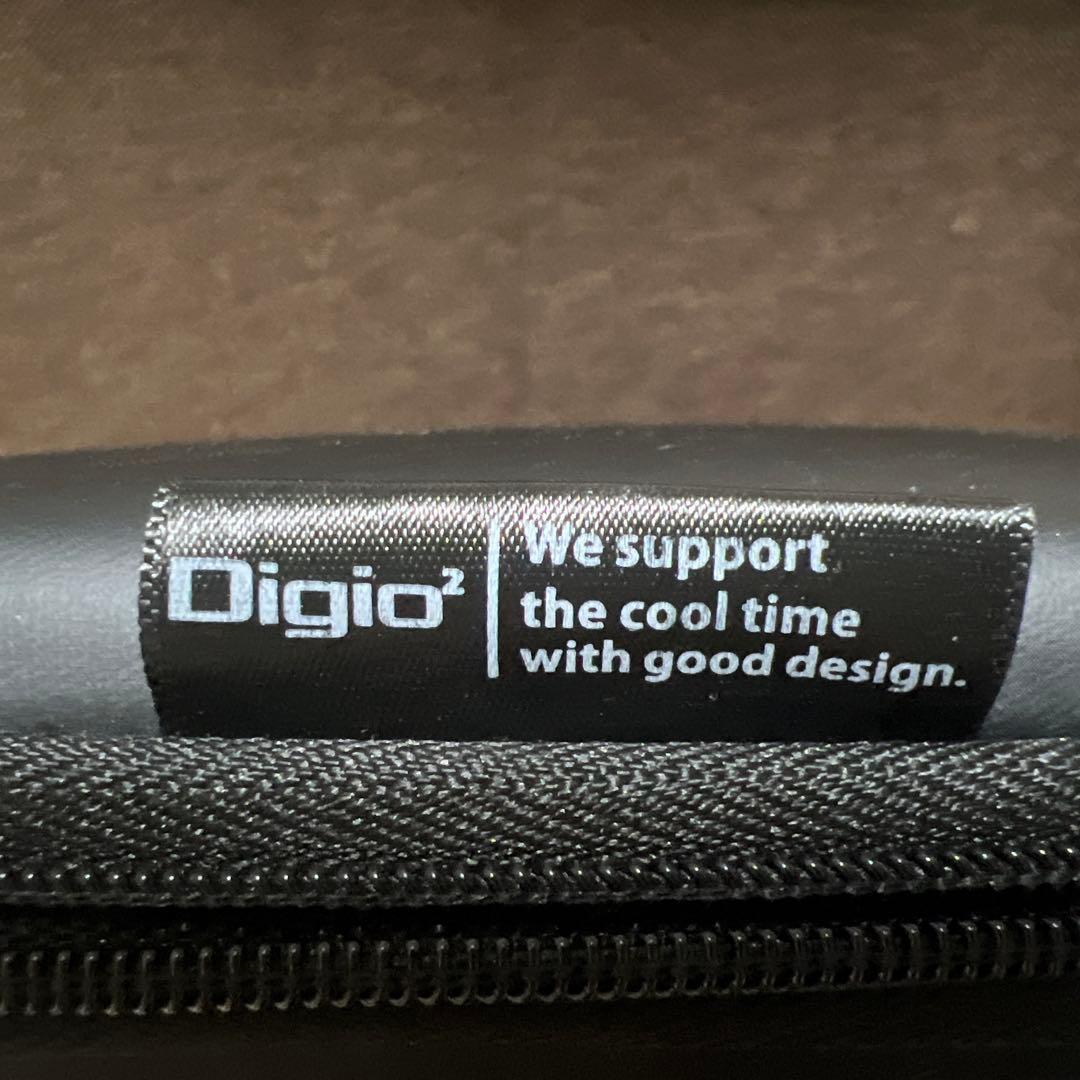 Digio²
We support
the cool time
with good design.